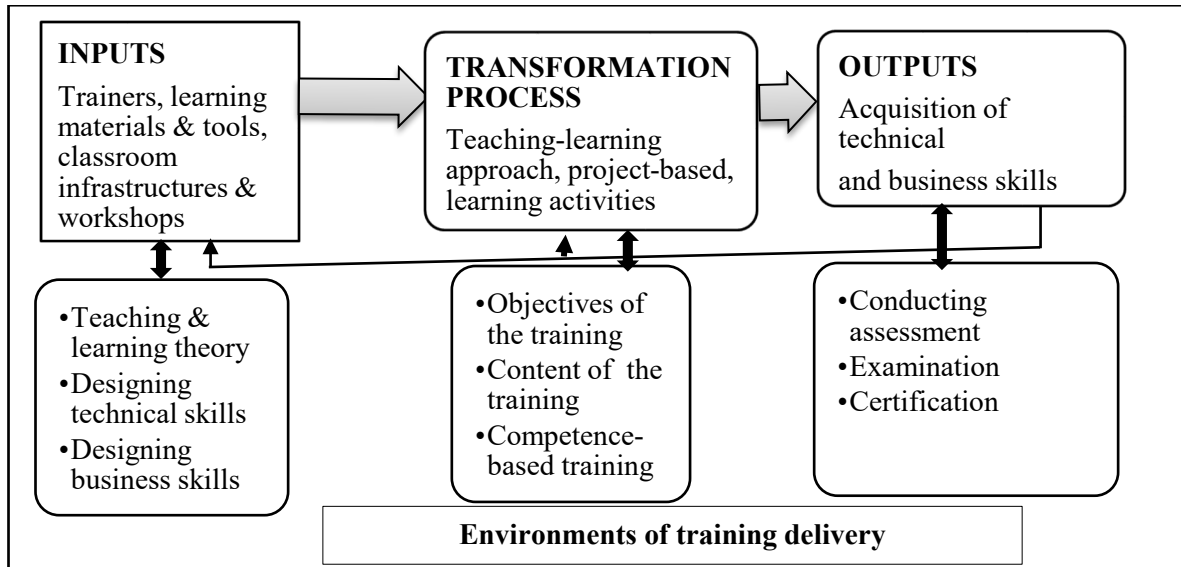 INPUTS
Trainers, learning
materials & tools,
classroom
infrastructures &
workshops
TRANSFORMATION
PROCESS
Teaching-learning
approach, project-based,
learning activities
OUTPUTS
Acquisition of
technical
and business skills
•Teaching &
learning theory
•Designing
technical skills
•Designing
business skills
•Objectives of
the training
•Content of the
training
•Competence-
based training
•Conducting
assessment
•Examination
•Certification
Environments of training delivery